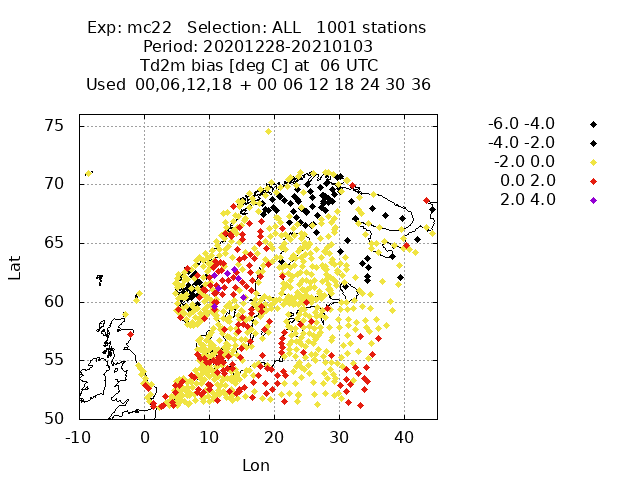 Exp: mc22 Selection: ALL 1001 stations
Period: 20201228-20210103
Td2m bias [deg C] at 06 UTC
Used 00,06,12,18 + 00 06 12 18 24 30 36
-6.0 -4.0
-4.0 -2.0
-2.0 0.0
0.0 2.0
2.0 4.0
75
70
65
60
55
50
Lat
-10 0 10 20 30 40
Lon